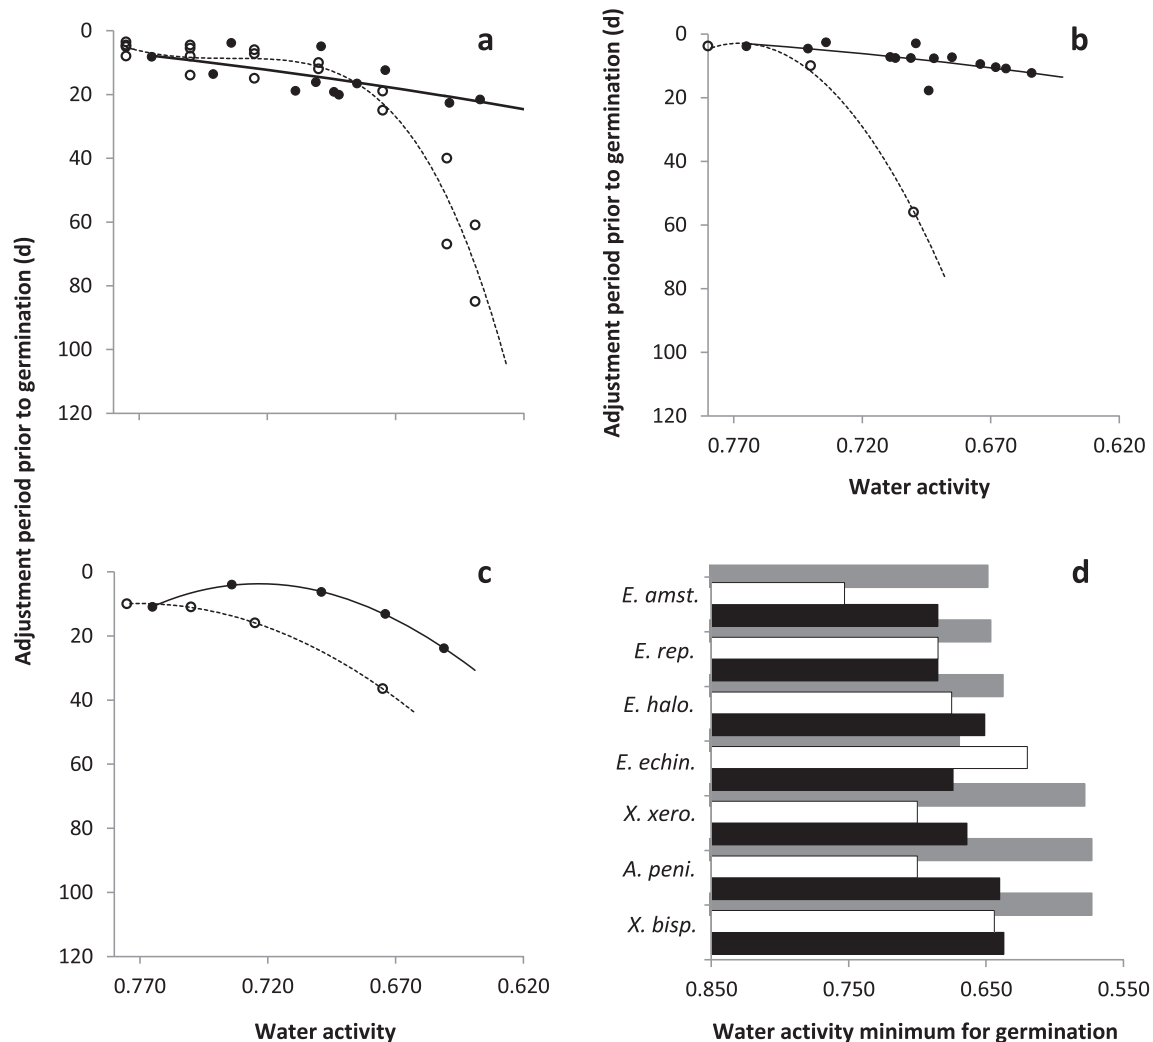 Adjustment period prior to germination (d)
a
0
20
40
60
80
100
120
Adjustment period prior to germination (d)
b
0
20
40
60
80
100
120
0.770 0.720 0.670 0.620
Water activity
c
0
20
40
60
80
100
120
0.770 0.720 0.670 0.620
Water activity
d
E. amst.
E. rep.
E. halo.
E. echin.
X. xero.
A. peni.
X. bisp.
0.850 0.750 0.650 0.550
Water activity minimum for germination